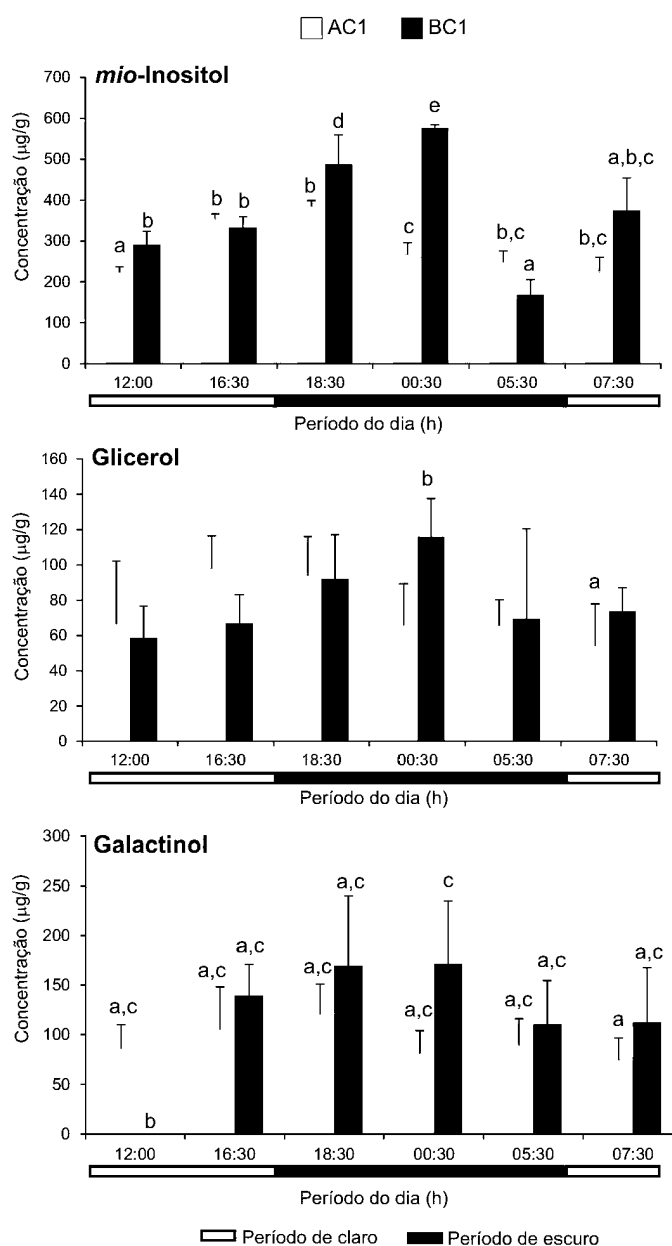 AC1 BC1
mio-Inositol
Concentração (µg/g)
700
600
500
400
300
200
100
0
a b b b b d c e b,c a b,c a,b,c
12:00 16:30 18:30 00:30 05:30 07:30
Período do dia (h)
Glicerol
Concentração (µg/g)
160
140
120
100
80
60
40
20
0
b a
12:00 16:30 18:30 00:30 05:30 07:30
Período do dia (h)
Galactinol
Concentração (µg/g)
300
250
200
150
100
50
0
a,c b a,c a,c a,c a,c a,c c a,c a,c a a,c
12:00 16:30 18:30 00:30 05:30 07:30
Período do dia (h)
Período de claro Período de escuro